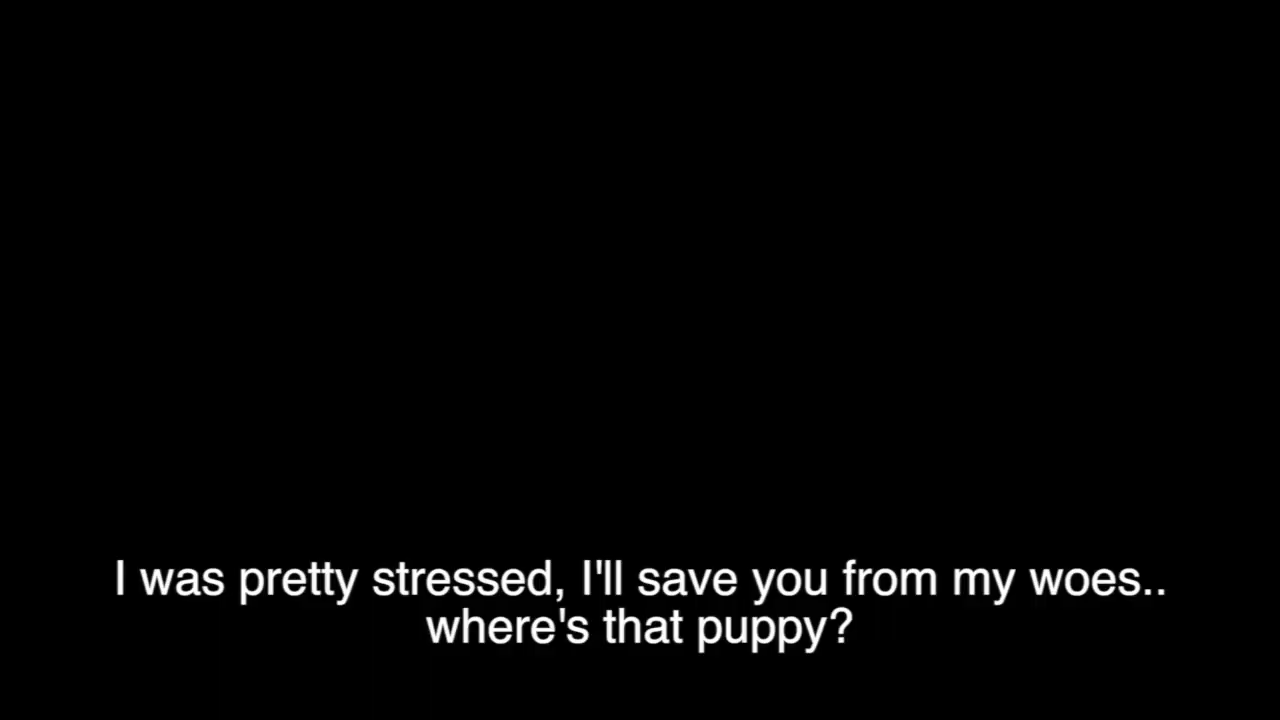 I was pretty stressed, I'll save you from my woes..
where's that puppy?